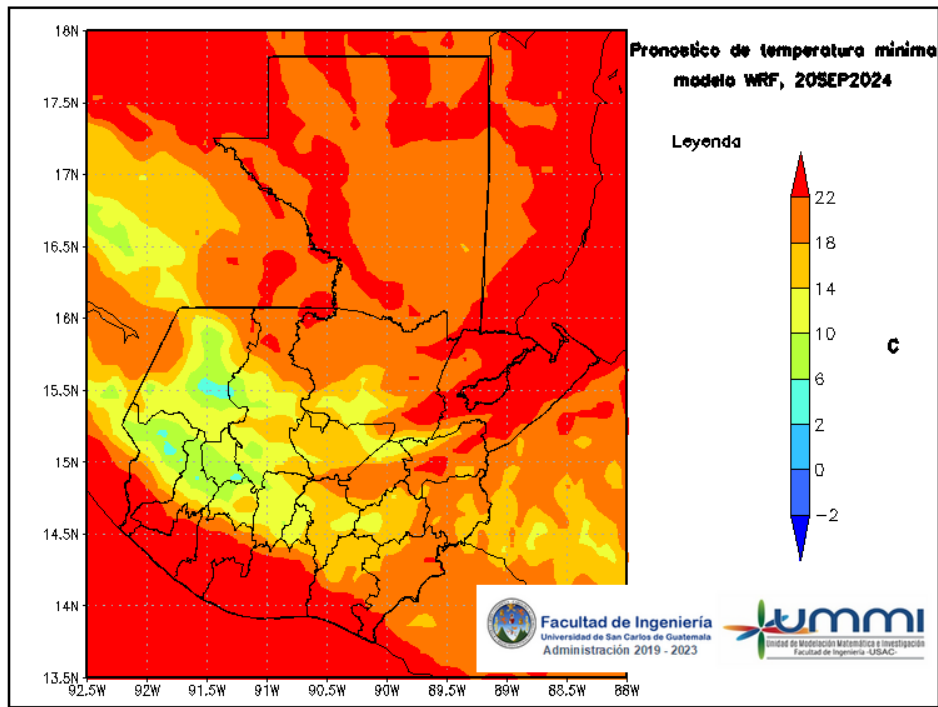 Pronostico de temperatura minima
modelo WRF, 20SEP2024
Leyenda
22
18
14
10
6
2
0
-2
C
18N
17.5N
17N
16.5N
16N
15.5N
15N
14.5N
14N
13.5N
92.5W 92W 91.5W 91W 90.5W 90W 89.5W 89W 88.5W 88W
Facultad de Ingeniería
Universidad de San Carlos de Guatemala
Administración 2019 - 2023
UMMI
Unidad de Modelación Matemática e Investigación
Facultad de Ingeniería -USAC-